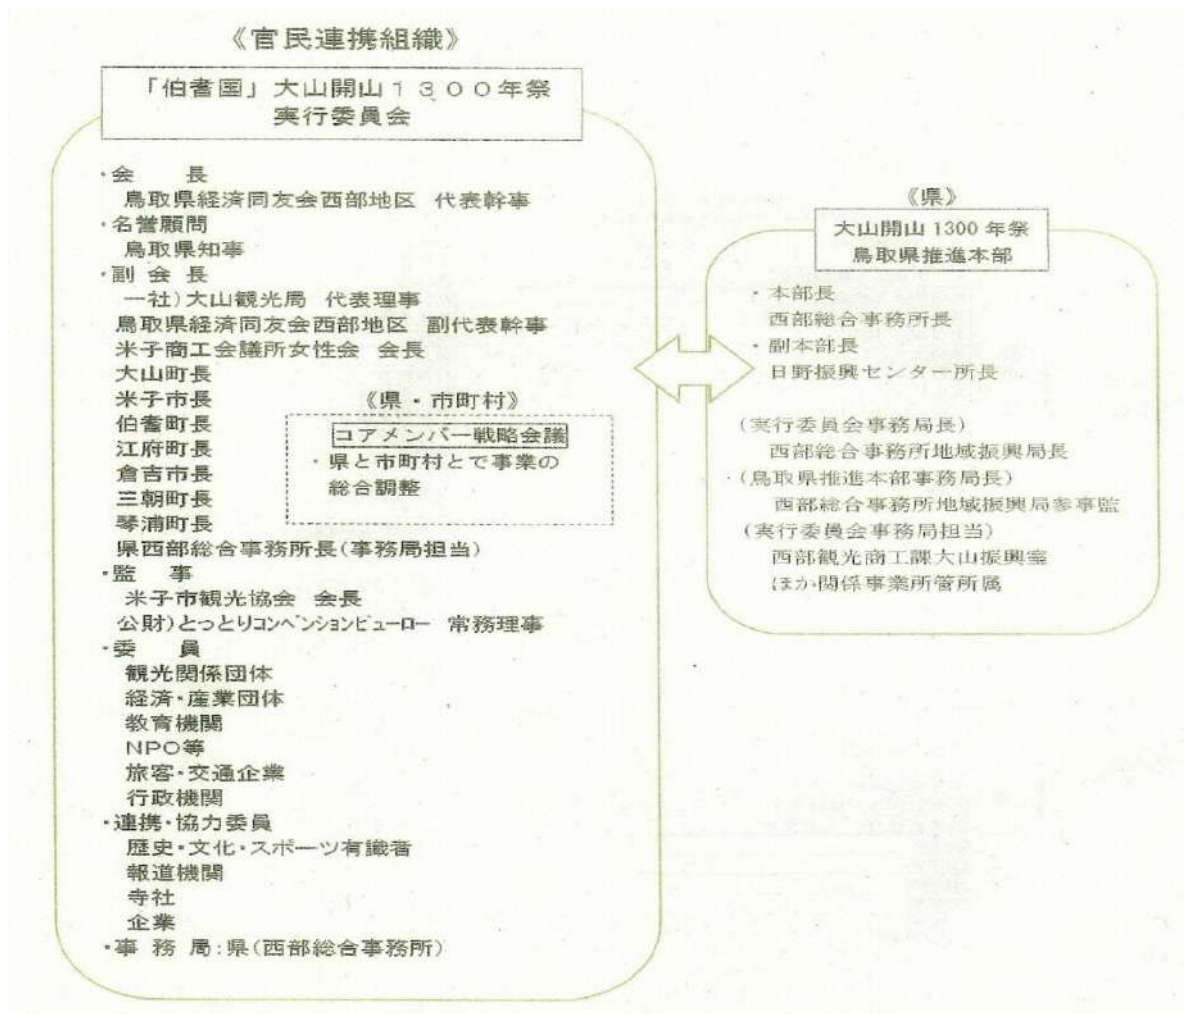 《官民連携組織》
「伯耆国」大山開山1300年祭
実行委員会
・会　　長
鳥取県経済同友会西部地区　代表幹事
・名誉顧問
鳥取県知事
・副 会 長
一社)大山観光局　代表理事
鳥取県経済同友会西部地区　副代表幹事
米子商工会議所女性会　会長
大山町長
米子市長
伯耆町長
江府町長
倉吉市長
三朝町長
琴浦町長
県西部総合事務所長(事務局担当)
《県・市町村》
コアメンバー戦略会議
・県と市町村とで事業の
総合調整
・監　　事
米子市観光協会　会長
公財)とっとりコンベンションビューロー　常務理事
・委　　員
観光関係団体
経済・産業団体
教育機関
NPO等
旅客・交通企業
行政機関
・連携・協力委員
歴史・文化・スポーツ有識者
報道機関
寺社
企業
・事 務 局:県(西部総合事務所)
《県》
大山開山1300年祭
鳥取県推進本部
・本部長
西部総合事務所長
・副本部長
日野振興センター所長
(実行委員会事務局長)
西部総合事務所地域振興局長
(鳥取県推進本部事務局長)
西部総合事務所地域振興局参事監
(実行委員会事務局担当)
西部観光商工課大山振興室
ほか関係事業所管所属